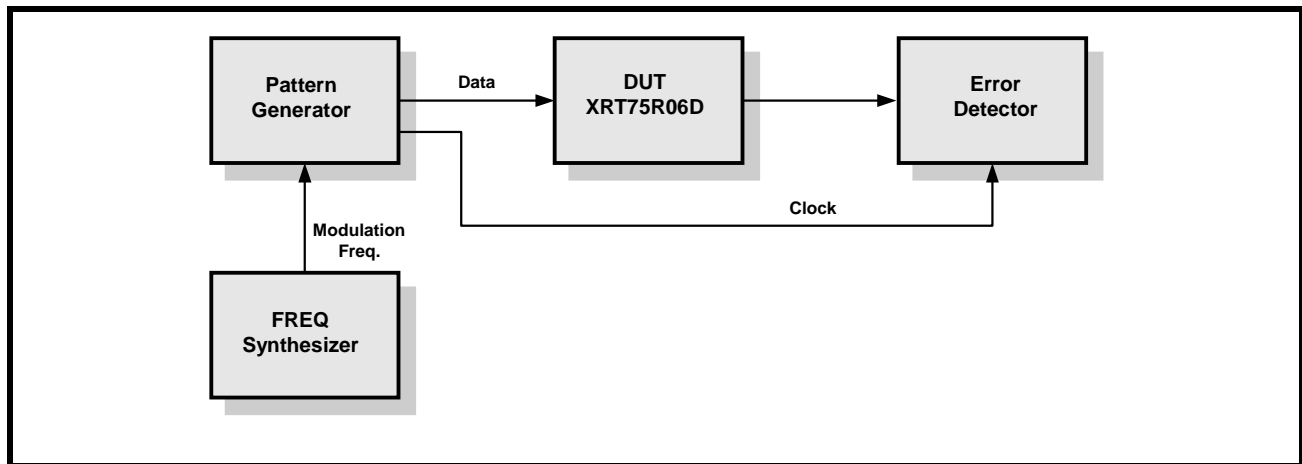 Pattern
Generator
Data
DUT
XRT75R06D
Error
Detector
Clock
Modulation
Freq.
FREQ
Synthesizer